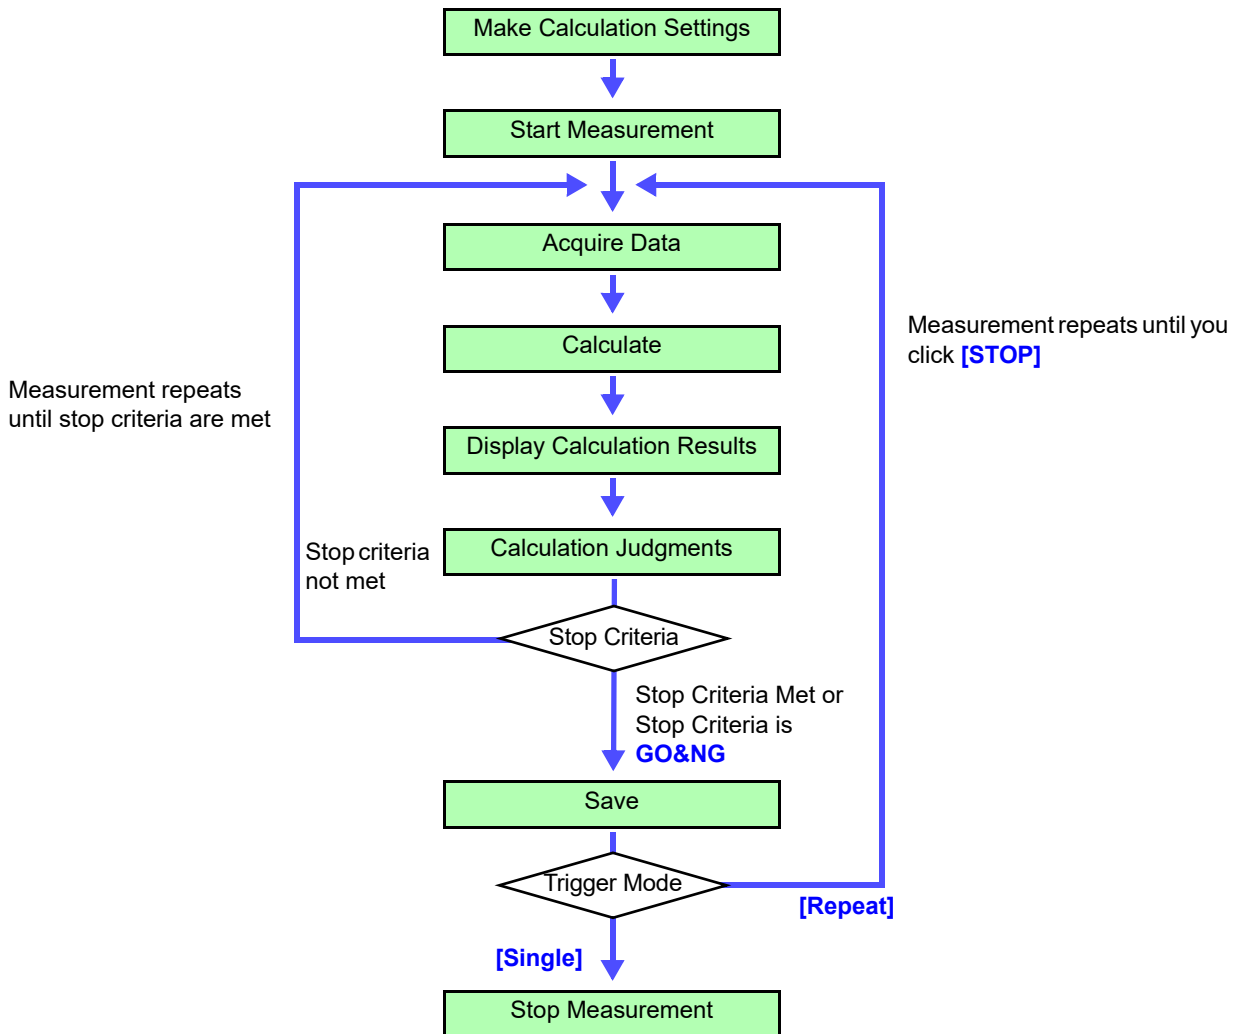 Make Calculation Settings
Start Measurement
Acquire Data
Measurement repeats until you
click [STOP]
Calculate
Measurement repeats
until stop criteria are met
Display Calculation Results
Calculation Judgments
Stop criteria
not met
Stop Criteria
Stop Criteria Met or
Stop Criteria is
GO&NG
Save
Trigger Mode
[Repeat]
[Single]
Stop Measurement